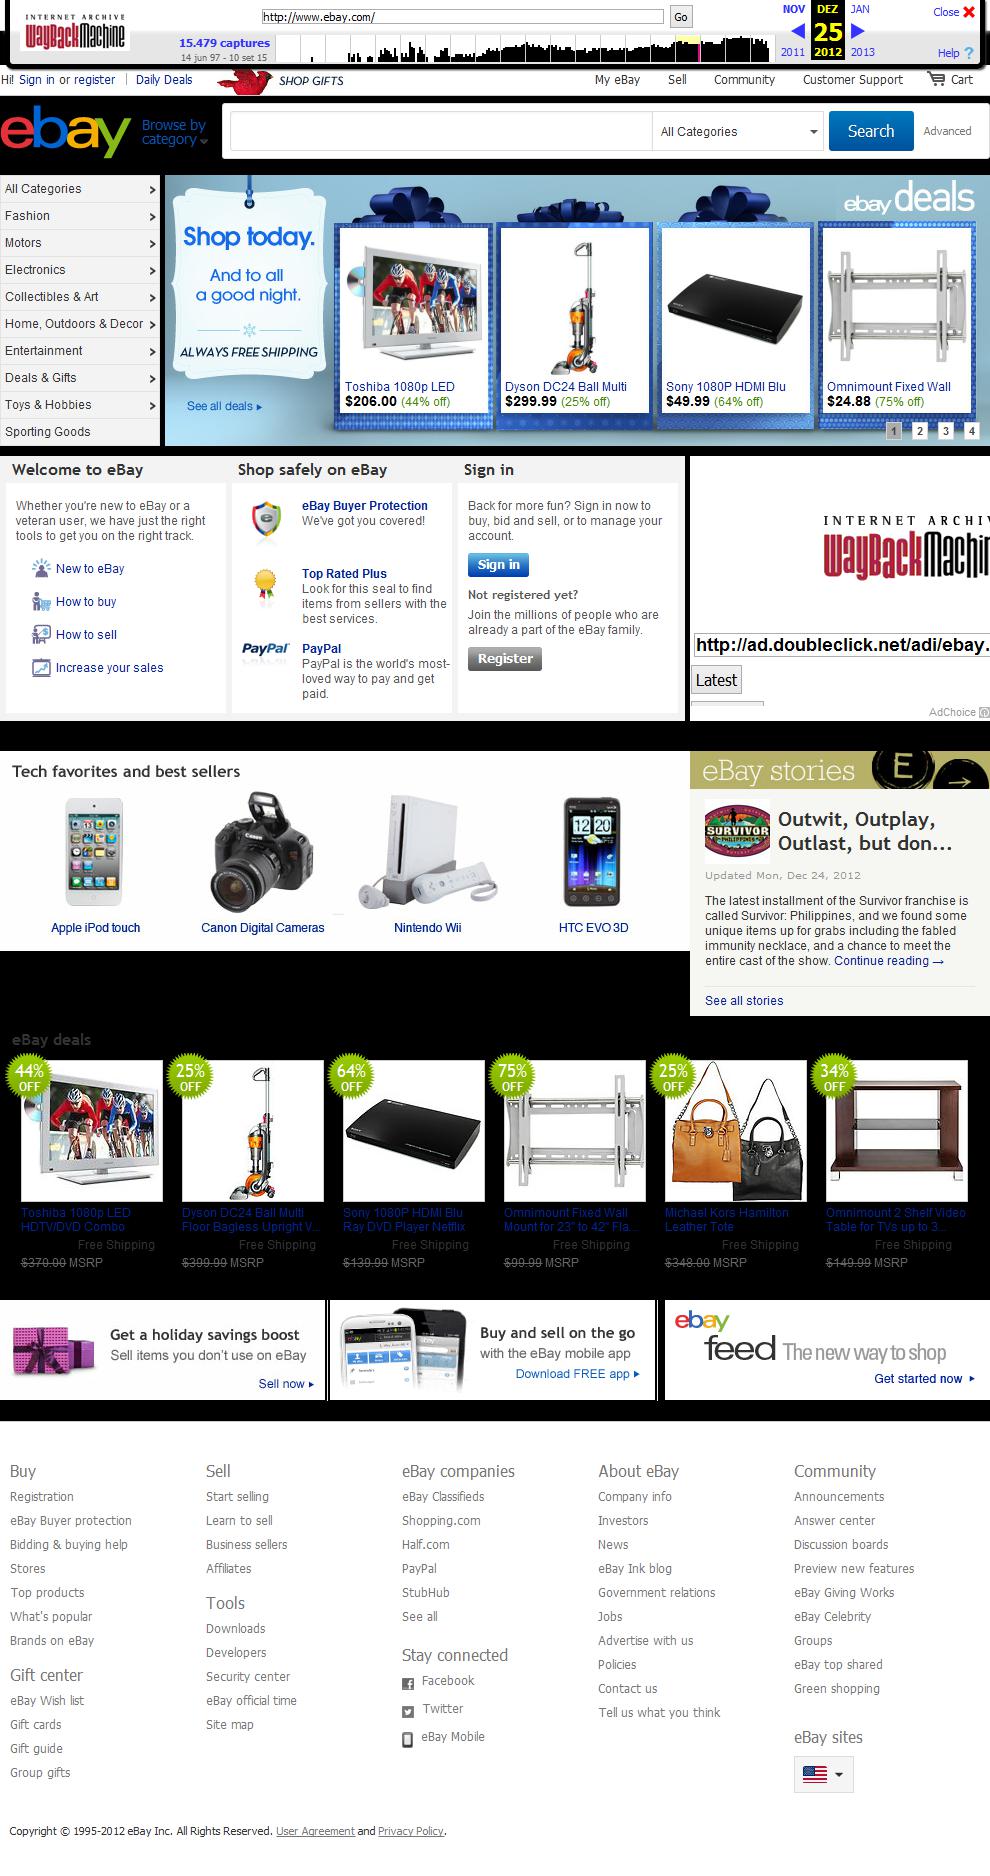 INTERNET ARCHIVE
WayBackMachine
http://www.ebay.com/
Go
NOV
DEZ
JAN
Close
15.479 captures
25
14 jun 97 - 10 set 15
2011
2012
2013
Help ?
Hi! Sign in or register
Daily Deals
SHOP GIFTS
My eBay
Sell
Community
Customer Support
Cart
ebay
Browse by
category
All Categories
Search
Advanced
All Categories
Fashion
Motors
Electronics
Collectibles & Art
Home, Outdoors & Decor
Entertainment
Deals & Gifts
Toys & Hobbies
Sporting Goods
Shop today.
And to all
a good night.
ALWAYS FREE SHIPPING
See all deals
ebay deals
Toshiba 1080p LED
$206.00 (44% off)
Dyson DC24 Ball Multi
$299.99 (25% off)
Sony 1080P HDMI Blu
$49.99 (64% off)
Omnimount Fixed Wall
$24.88 (75% off)
1 2 3 4
Welcome to eBay
Whether you're new to eBay or a
veteran user, we have just the right
tools to get you on the right track.
New to eBay
How to buy
How to sell
Increase your sales
Shop safely on eBay
eBay Buyer Protection
We've got you covered!
Top Rated Plus
Look for this seal to find
items from sellers with the
best services.
PayPal
PayPal
PayPal is the world's most-
loved way to pay and get
paid.
Sign in
Back for more fun? Sign in now to
buy, bid and sell, or to manage your
account.
Sign in
Not registered yet?
Join the millions of people who are
already a part of the eBay family.
Register
INTERNET ARCHIV
WayBackMachin
http://ad.doubleclick.net/adi/ebay.
Latest
AdChoice
Tech favorites and best sellers
Apple iPod touch
Canon Digital Cameras
Nintendo Wii
HTC EVO 3D
eBay stories
SURVIVOR
PHILIPPINES
Outwit, Outplay,
Outlast, but don...
Updated Mon, Dec 24, 2012
The latest installment of the Survivor franchise is
called Survivor: Philippines, and we found some
unique items up for grabs including the fabled
immunity necklace, and a chance to meet the
entire cast of the show. Continue reading →
See all stories
eBay deals
44%
OFF
Toshiba 1080p LED
HDTV/DVD Combo
Free Shipping
$370.00 MSRP
25%
OFF
Dyson DC24 Ball Multi
Floor Bagless Upright V...
Free Shipping
$399.99 MSRP
64%
OFF
Sony 1080P HDMI Blu
Ray DVD Player Netflix
Free Shipping
$139.99 MSRP
75%
OFF
Omnimount Fixed Wall
Mount for 23" to 42" Fla...
Free Shipping
$99.99 MSRP
25%
OFF
Michael Kors Hamilton
Leather Tote
Free Shipping
$348.00 MSRP
34%
OFF
Omnimount 2 Shelf Video
Table for TVs up to 3...
Free Shipping
$149.99 MSRP
Get a holiday savings boost
Sell items you don't use on eBay
Sell now
Buy and sell on the go
with the eBay mobile app
Download FREE app
ebay
feed The new way to shop
Get started now
Buy
Registration
eBay Buyer protection
Bidding & buying help
Stores
Top products
What's popular
Brands on eBay
Gift center
eBay Wish list
Gift cards
Gift guide
Group gifts
Sell
Start selling
Learn to sell
Business sellers
Affiliates
Tools
Downloads
Developers
Security center
eBay official time
Site map
eBay companies
eBay Classifieds
Shopping.com
Half.com
PayPal
StubHub
See all
Stay connected
Facebook
Twitter
eBay Mobile
About eBay
Company info
Investors
News
eBay Ink blog
Government relations
Jobs
Advertise with us
Policies
Contact us
Tell us what you think
Community
Announcements
Answer center
Discussion boards
Preview new features
eBay Giving Works
eBay Celebrity
Groups
eBay top shared
Green shopping
eBay sites
Copyright © 1995-2012 eBay Inc. All Rights Reserved. User Agreement and Privacy Policy.